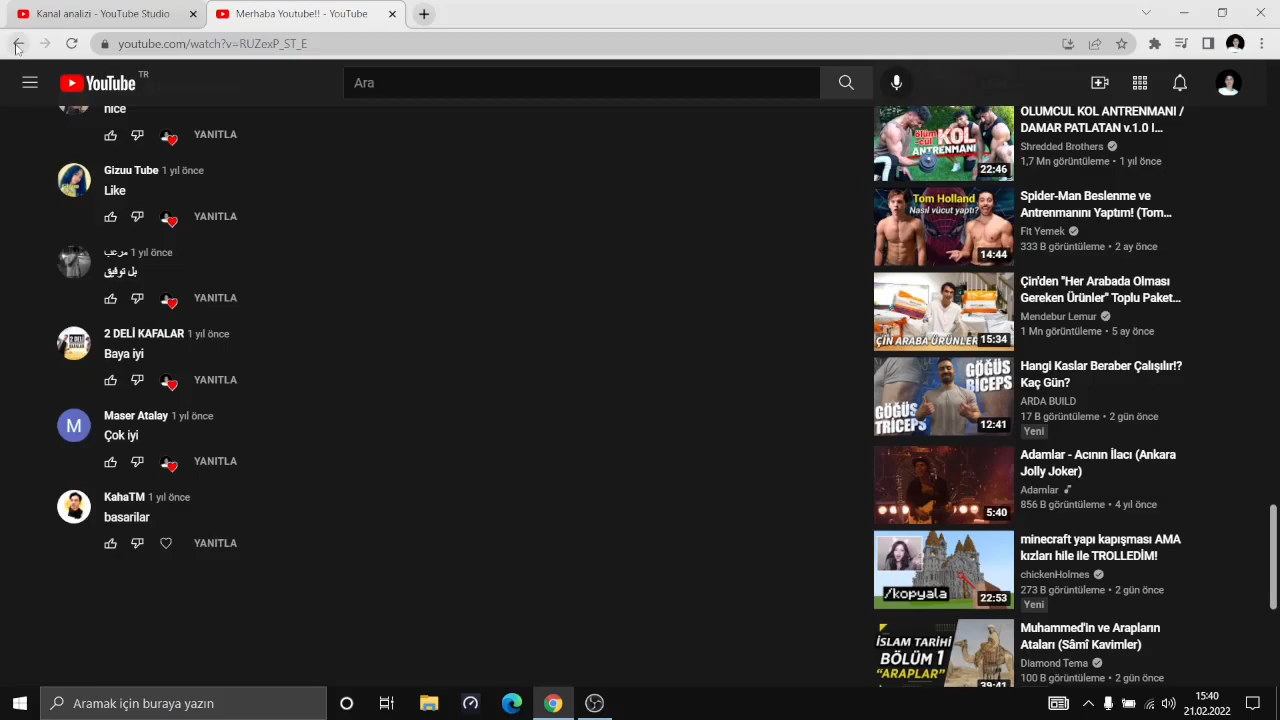 Kanal analizi - YouTube Studio
Merhaba Youtube!! - YouTube
youtube.com/watch?v=RUZexP_ST_E
YouTube TR
Ara
nice
YANITLA
Gizuu Tube 1 yıl önce
Like
YANITLA
مرعب 1 yıl önce
بل توفيق
YANITLA
2 DELİ KAFALAR 1 yıl önce
Baya iyi
YANITLA
M
Maser Atalay 1 yıl önce
Çok iyi
YANITLA
KahaTM 1 yıl önce
basarilar
YANITLA
ölüm
-cül KOL
ANTRENMANI
22:46
ÖLÜMCÜL KOL ANTRENMANI /
DAMAR PATLATAN v.1.0 I...
Shredded Brothers
1,7 Mn görüntüleme • 1 yıl önce
Tom Holland
Nasıl vücut yaptı?
14:44
Spider-Man Beslenme ve
Antrenmanını Yaptım! (Tom...
Fit Yemek
333 B görüntüleme • 2 ay önce
ÇİN ARABA ÜRÜNLER
15:34
Çin'den "Her Arabada Olması
Gereken Ürünler" Toplu Paket...
Mendebur Lemur
1 Mn görüntüleme • 5 ay önce
GÖĞÜS
BICEPS
GÖĞÜS
TRICEPS
12:41
Hangi Kaslar Beraber Çalışılır!?
Kaç Gün?
ARDA BUILD
17 B görüntüleme • 2 gün önce
Yeni
5:40
Adamlar - Acının İlacı (Ankara
Jolly Joker)
Adamlar
856 B görüntüleme • 4 yıl önce
/kopyala
22:53
minecraft yapı kapışması AMA
kızları hile ile TROLLEDİM!
chickenHolmes
273 B görüntüleme • 2 gün önce
Yeni
İSLAM TARİHİ
BÖLÜM 1
"ARAPLAR"
39:41
Muhammed'in ve Arapların
Ataları (Sâmî Kavimler)
Diamond Tema
100 B görüntüleme • 2 gün önce
Aramak için buraya yazın
15:40
21.02.2022